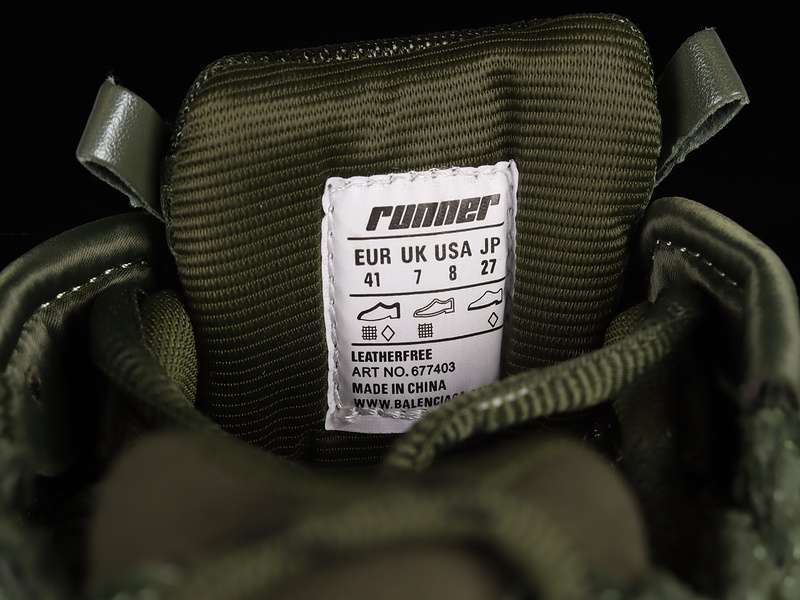 runner
EUR UK USA JP
41 7 8 27
LEATHERFREE
ART NO. 677403
MADE IN CHINA